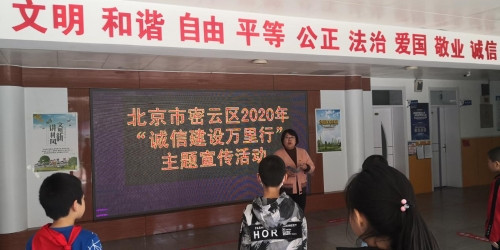 文明 和谐 自由 平等 公正 法治 爱国 敬业 诚信
北京市密云区2020年
“诚信建设万里行”
主题宣传活动
HOR